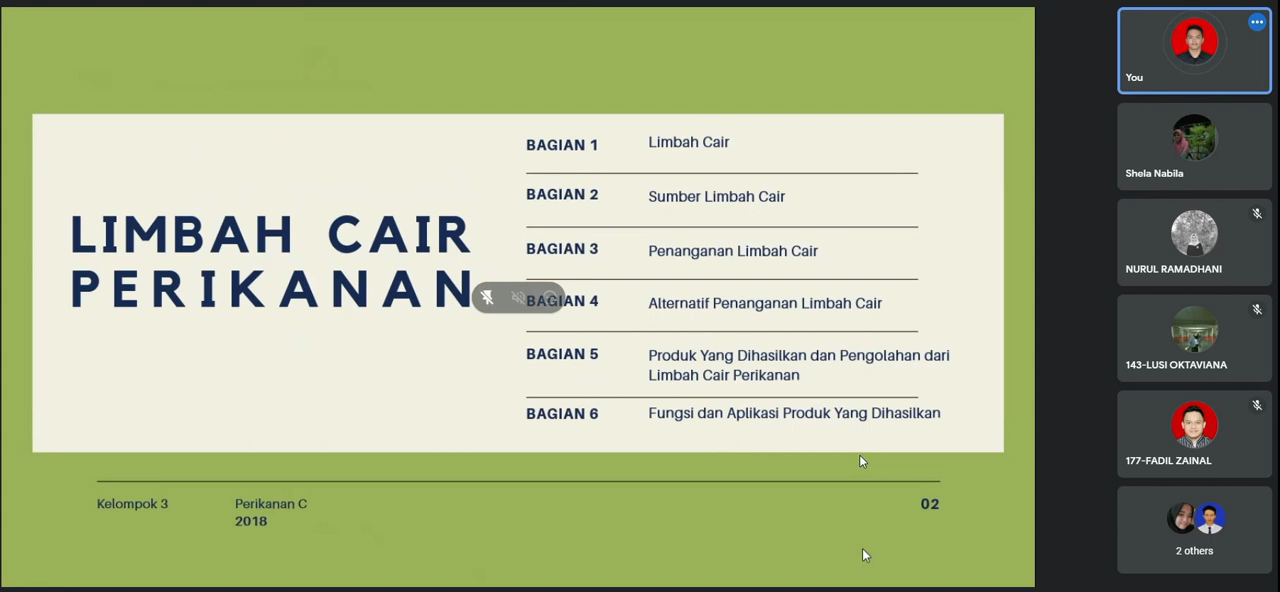 LIMBAH CAIR
PERIKANAN
BAGIAN 1 Limbah Cair
BAGIAN 2 Sumber Limbah Cair
BAGIAN 3 Penanganan Limbah Cair
BAGIAN 4 Alternatif Penanganan Limbah Cair
BAGIAN 5 Produk Yang Dihasilkan dan Pengolahan dari
Limbah Cair Perikanan
BAGIAN 6 Fungsi dan Aplikasi Produk Yang Dihasilkan
Kelompok 3 Perikanan C
2018
02
You
Shela Nabila
NURUL RAMADHANI
143-LUSI OKTAVIANA
177-FADIL ZAINAL
2 others